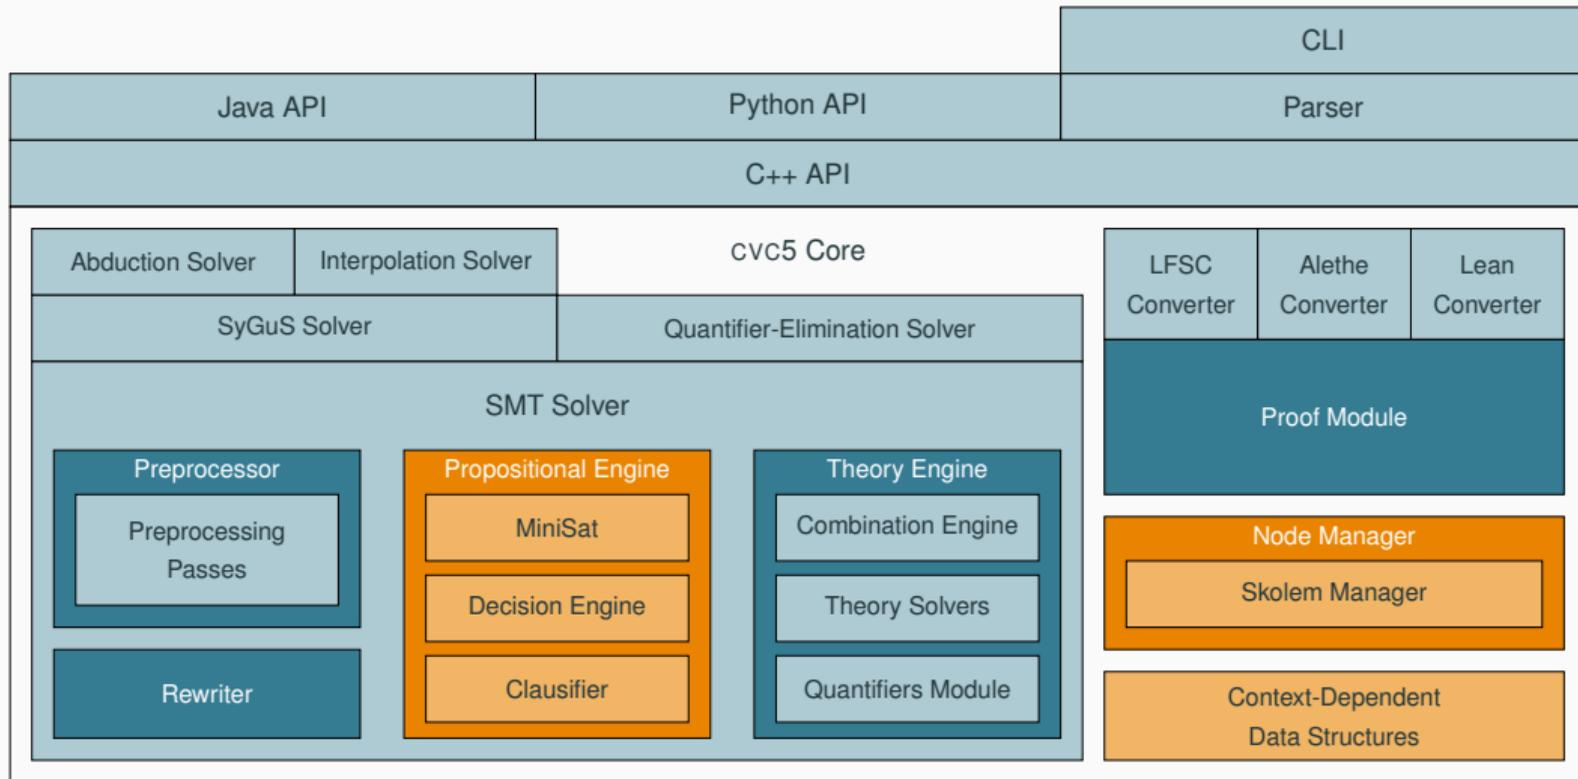 CLI
Java API
Python API
Parser
C++ API
Abduction Solver
Interpolation Solver
CVC5 Core
LFSC
Converter
Alethe
Converter
Lean
Converter
SyGuS Solver
Quantifier-Elimination Solver
SMT Solver
Proof Module
Preprocessor
Preprocessing
Passes
Rewriter
Propositional Engine
MiniSat
Decision Engine
Clausifier
Theory Engine
Combination Engine
Theory Solvers
Quantifiers Module
Node Manager
Skolem Manager
Context-Dependent
Data Structures